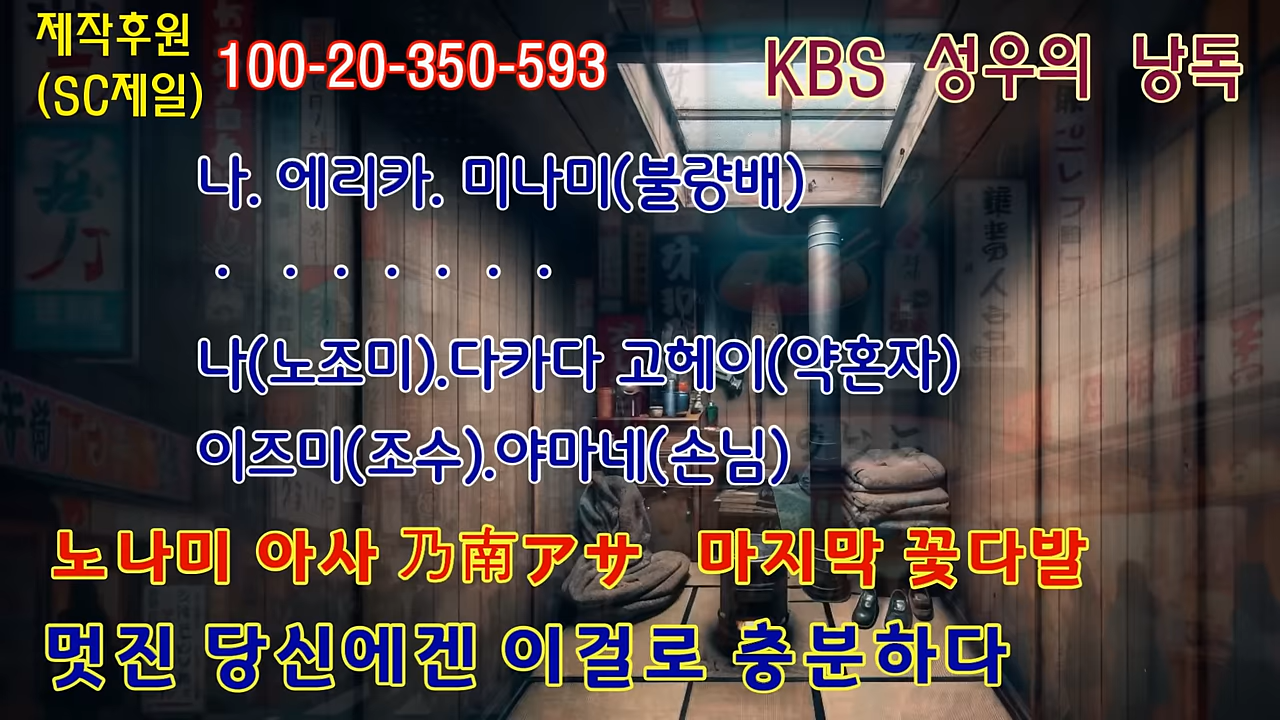 제작후원
(SC제일)
100-20-350-593
KBS 성우의 낭독
나. 에리카. 미나미(불량배)
. . . . . . .
나(노조미).다카다 고헤이(약혼자)
이즈미(조수).야마네(손님)
노나미 아사 乃南アサ 마지막 꽃다발
멋진 당신에겐 이걸로 충분하다